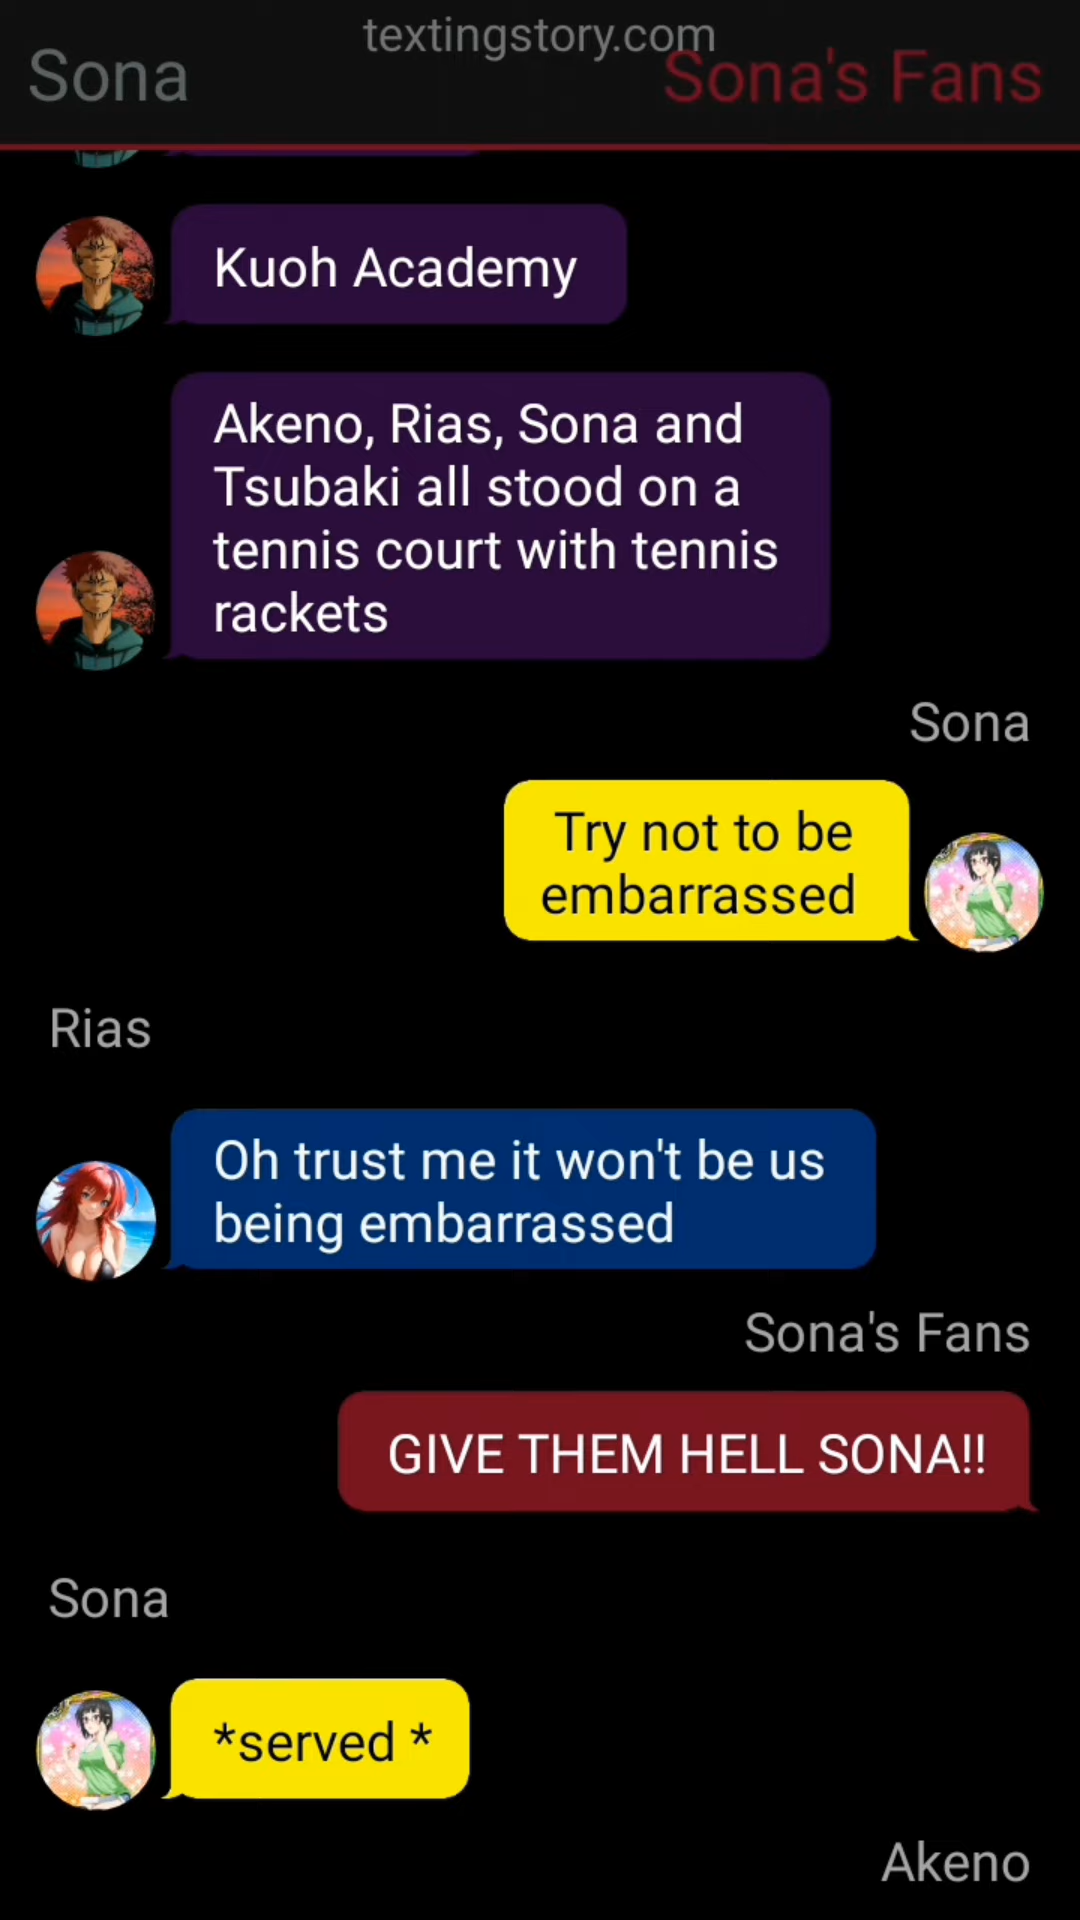 textingstory.com
Sona
Sona's Fans
Kuoh Academy
Akeno, Rias, Sona and
Tsubaki all stood on a
tennis court with tennis
rackets
Sona
Try not to be
embarrassed
Rias
Oh trust me it won't be us
being embarrassed
Sona's Fans
GIVE THEM HELL SONA!!
Sona
*served *
Akeno